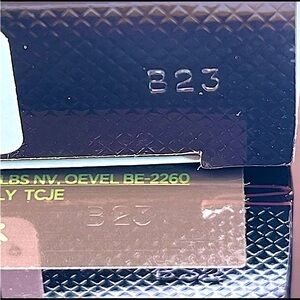 B23
LBS NV, OEVEL BE-2260
LY TCJE
B23